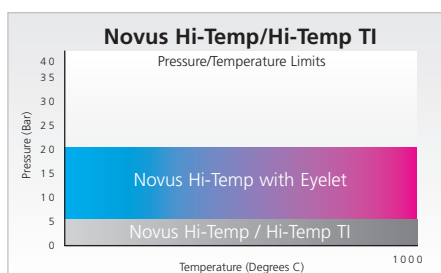 Novus Hi-Temp/Hi-Temp TI
Pressure/Temperature Limits
40
35
30
25
20
15
10
5
0
Pressure (Bar)
Novus Hi-Temp with Eyelet
Novus Hi-Temp / Hi-Temp TI
1000
Temperature (Degrees C)